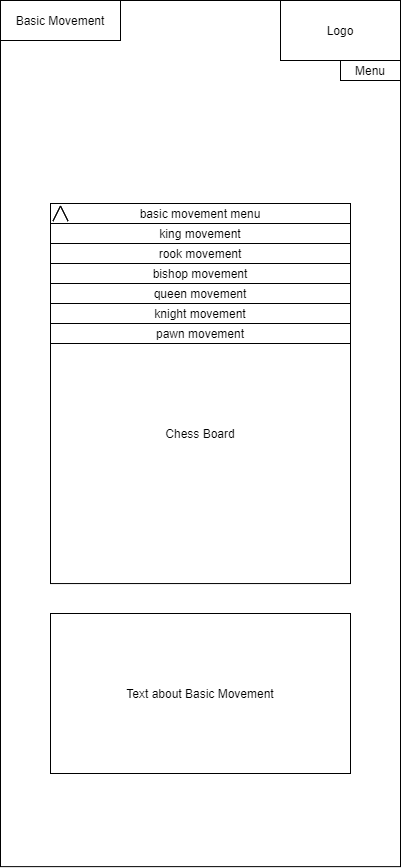 Basic Movement
Logo
Menu
basic movement menu
king movement
rook movement
bishop movement
queen movement
knight movement
pawn movement
Chess Board
Text about Basic Movement